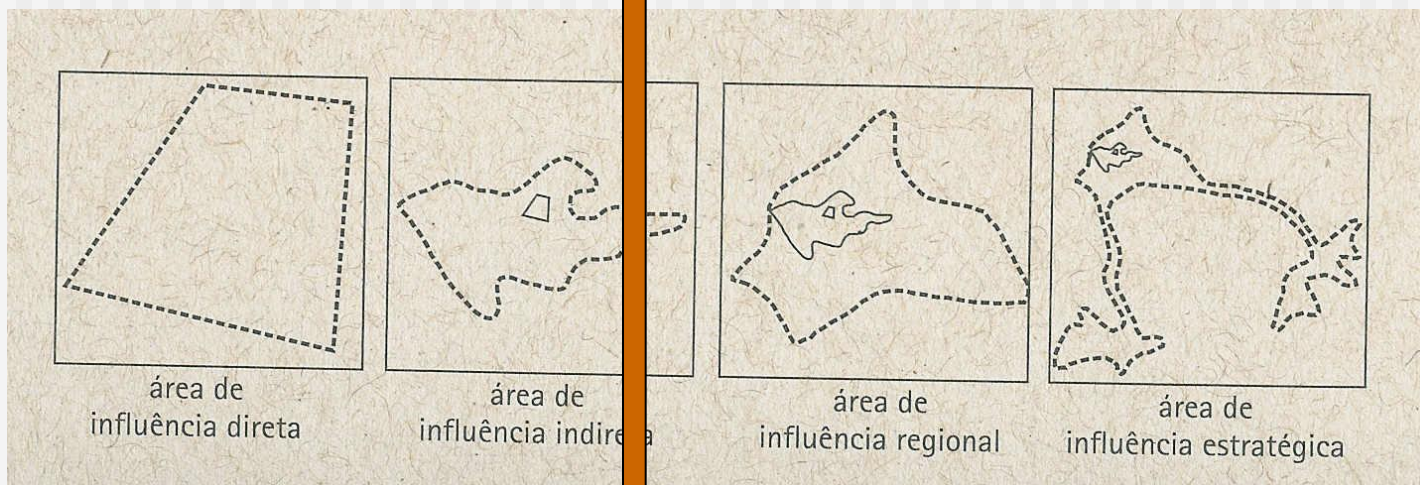 área de
influência direta
área de
influência indire a
área de
influência regional
área de
influência estratégica